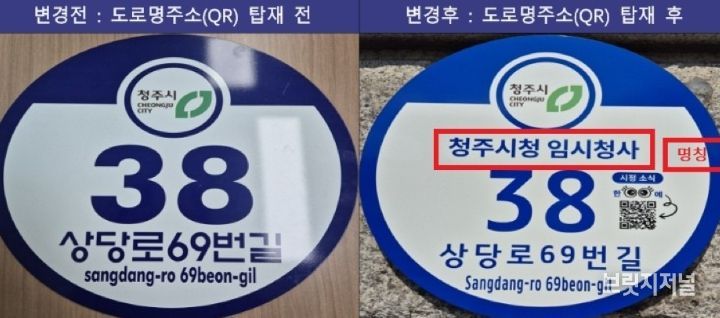 변경전 : 도로명주소(QR) 탑재 전
청주시
CHEONGJU
CITY
38
상당로69번길
sangdang-ro 69beon-gil
변경후 : 도로명주소(QR) 탑재 후
청주시
CHEONGJU
CITY
청주시청 임시청사
명칭
38
시정 소식
한 에
상당로69번길
Sangdang-ro 69beon-gil
브릿지저널